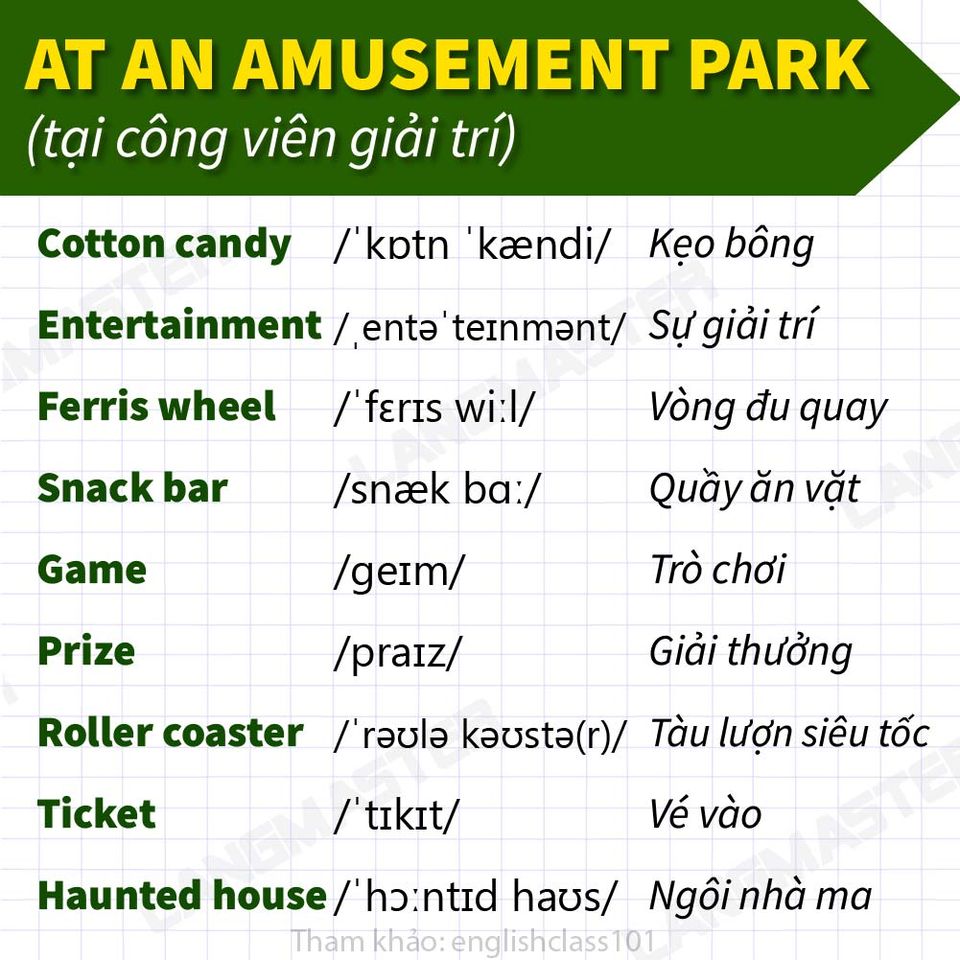 AT AN AMUSEMENT PARK
(tại công viên giải trí)
Cotton candy /ˈkɒtn ˈkændi/ Kẹo bông
Entertainment /ˌentəˈteɪnmənt/ Sự giải trí
Ferris wheel /ˈfɛrɪs wiːl/ Vòng đu quay
Snack bar /snæk bɑː/ Quầy ăn vặt
Game /geɪm/ Trò chơi
Prize /praɪz/ Giải thưởng
Roller coaster /ˈrəʊlə kəʊstə(r)/ Tàu lượn siêu tốc
Ticket /ˈtɪkɪt/ Vé vào
Haunted house /ˈhɔːntɪd haʊs/ Ngôi nhà ma
Tham khảo: englishclass101
LANGMASTER